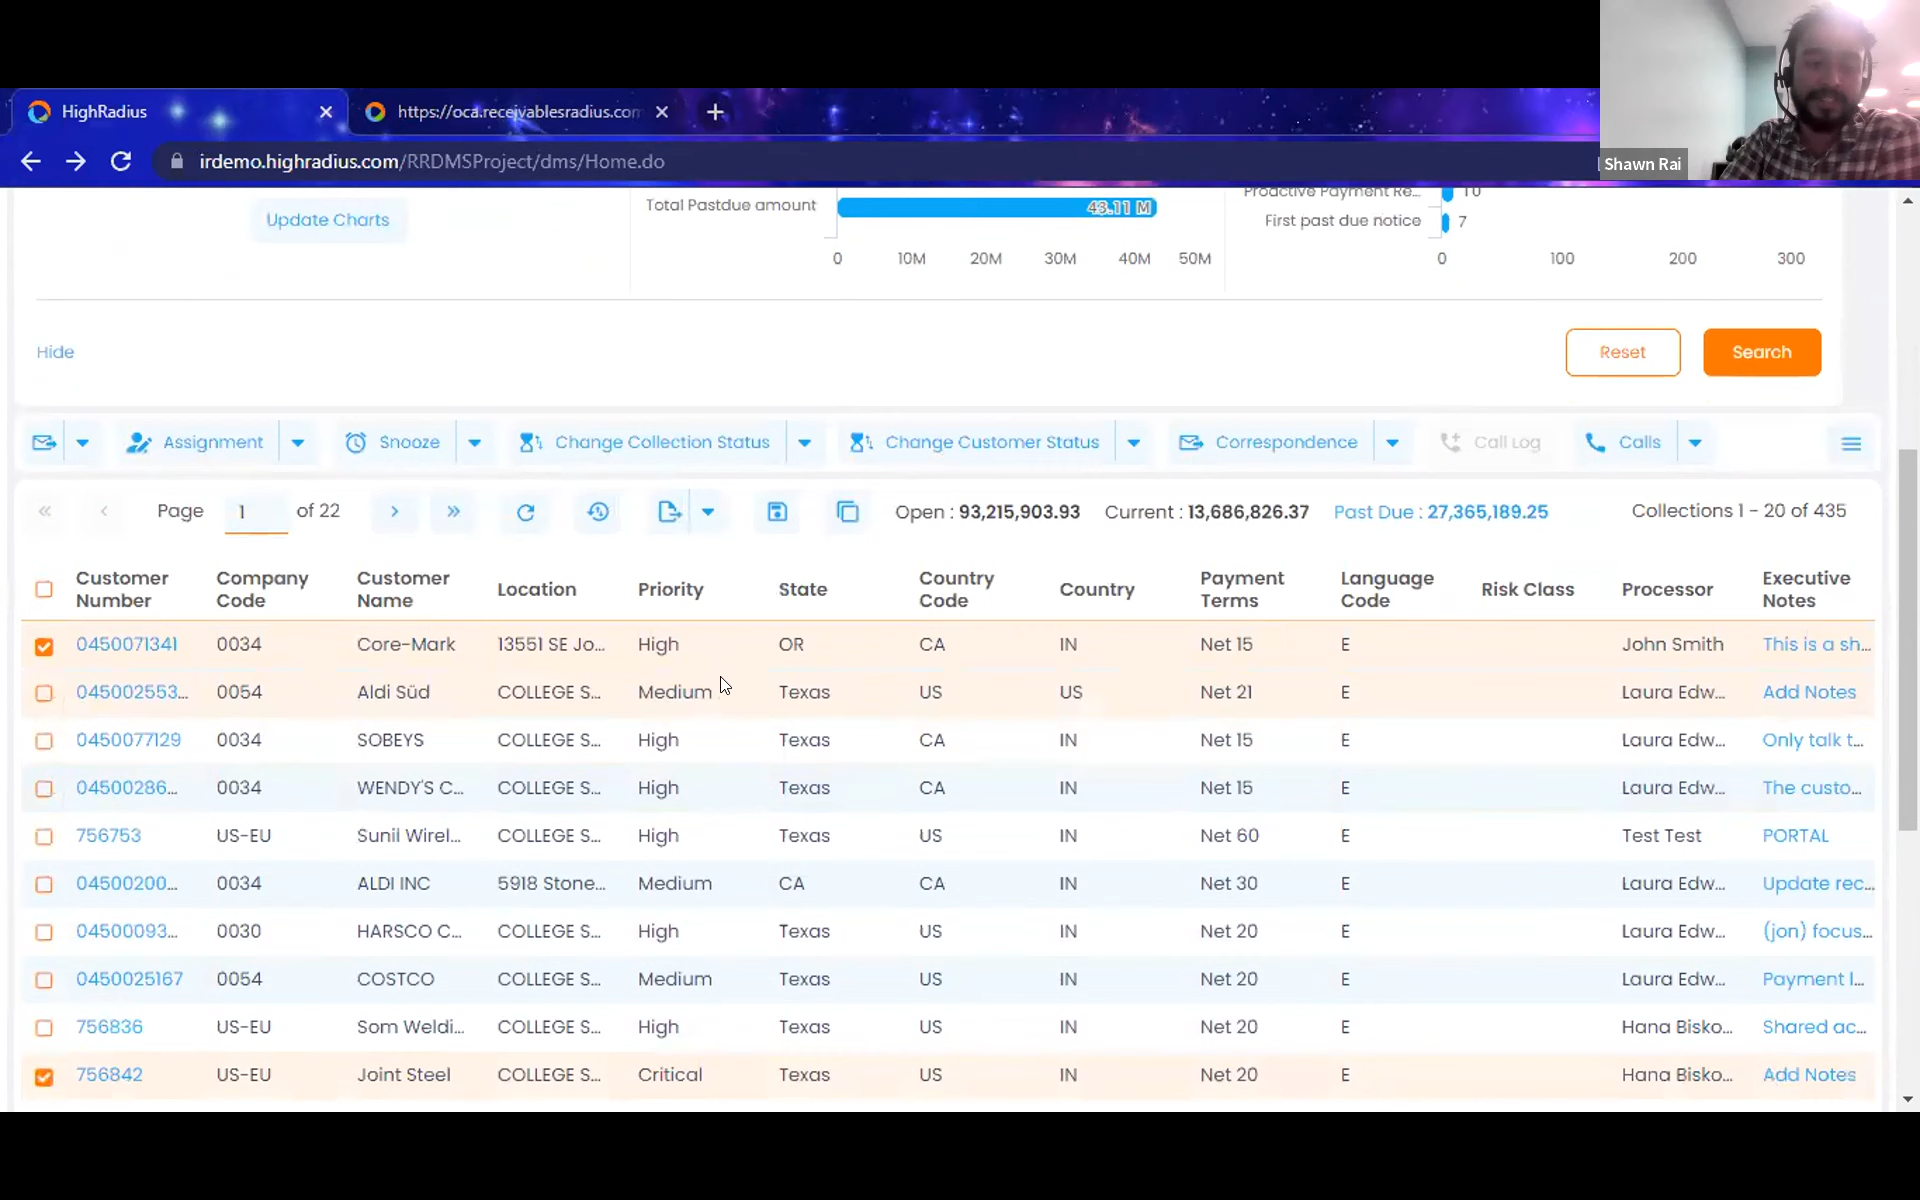 HighRadius
https://oca.receivablesradius.com
irdemo.highradius.com/RRDMSProject/dms/Home.do
Shawn Rai
Update Charts
Total Pastdue amount
43.11 M
0 10M 20M 30M 40M 50M
Proactive Payment Re... 10
First past due notice 7
0 100 200 300
Hide
Reset Search
Assignment Snooze Change Collection Status Change Customer Status Correspondence Call Log Calls
Page 1 of 22 Open : 93,215,903.93 Current : 13,686,826.37 Past Due : 27,365,189.25 Collections 1 - 20 of 435
Customer Number Company Code Customer Name Location Priority State Country Code Country Payment Terms Language Code Risk Class Processor Executive Notes
0450071341 0034 Core-Mark 13551 SE Jo... High OR CA IN Net 15 E John Smith This is a sh...
045002553... 0054 Aldi Süd COLLEGE S... Medium Texas US US Net 21 E Laura Edw... Add Notes
0450077129 0034 SOBEYS COLLEGE S... High Texas CA IN Net 15 E Laura Edw... Only talk t...
04500286... 0034 WENDY'S C... COLLEGE S... High Texas CA IN Net 15 E Laura Edw... The custo...
756753 US-EU Sunil Wirel... COLLEGE S... High Texas US IN Net 60 E Test Test PORTAL
04500200... 0034 ALDI INC 5918 Stone... Medium CA CA IN Net 30 E Laura Edw... Update rec...
04500093... 0030 HARSCO C... COLLEGE S... High Texas US IN Net 20 E Laura Edw... (jon) focus...
0450025167 0054 COSTCO COLLEGE S... Medium Texas US IN Net 20 E Laura Edw... Payment l...
756836 US-EU Som Weldi... COLLEGE S... High Texas US IN Net 20 E Hana Bisko... Shared ac...
756842 US-EU Joint Steel COLLEGE S... Critical Texas US IN Net 20 E Hana Bisko... Add Notes